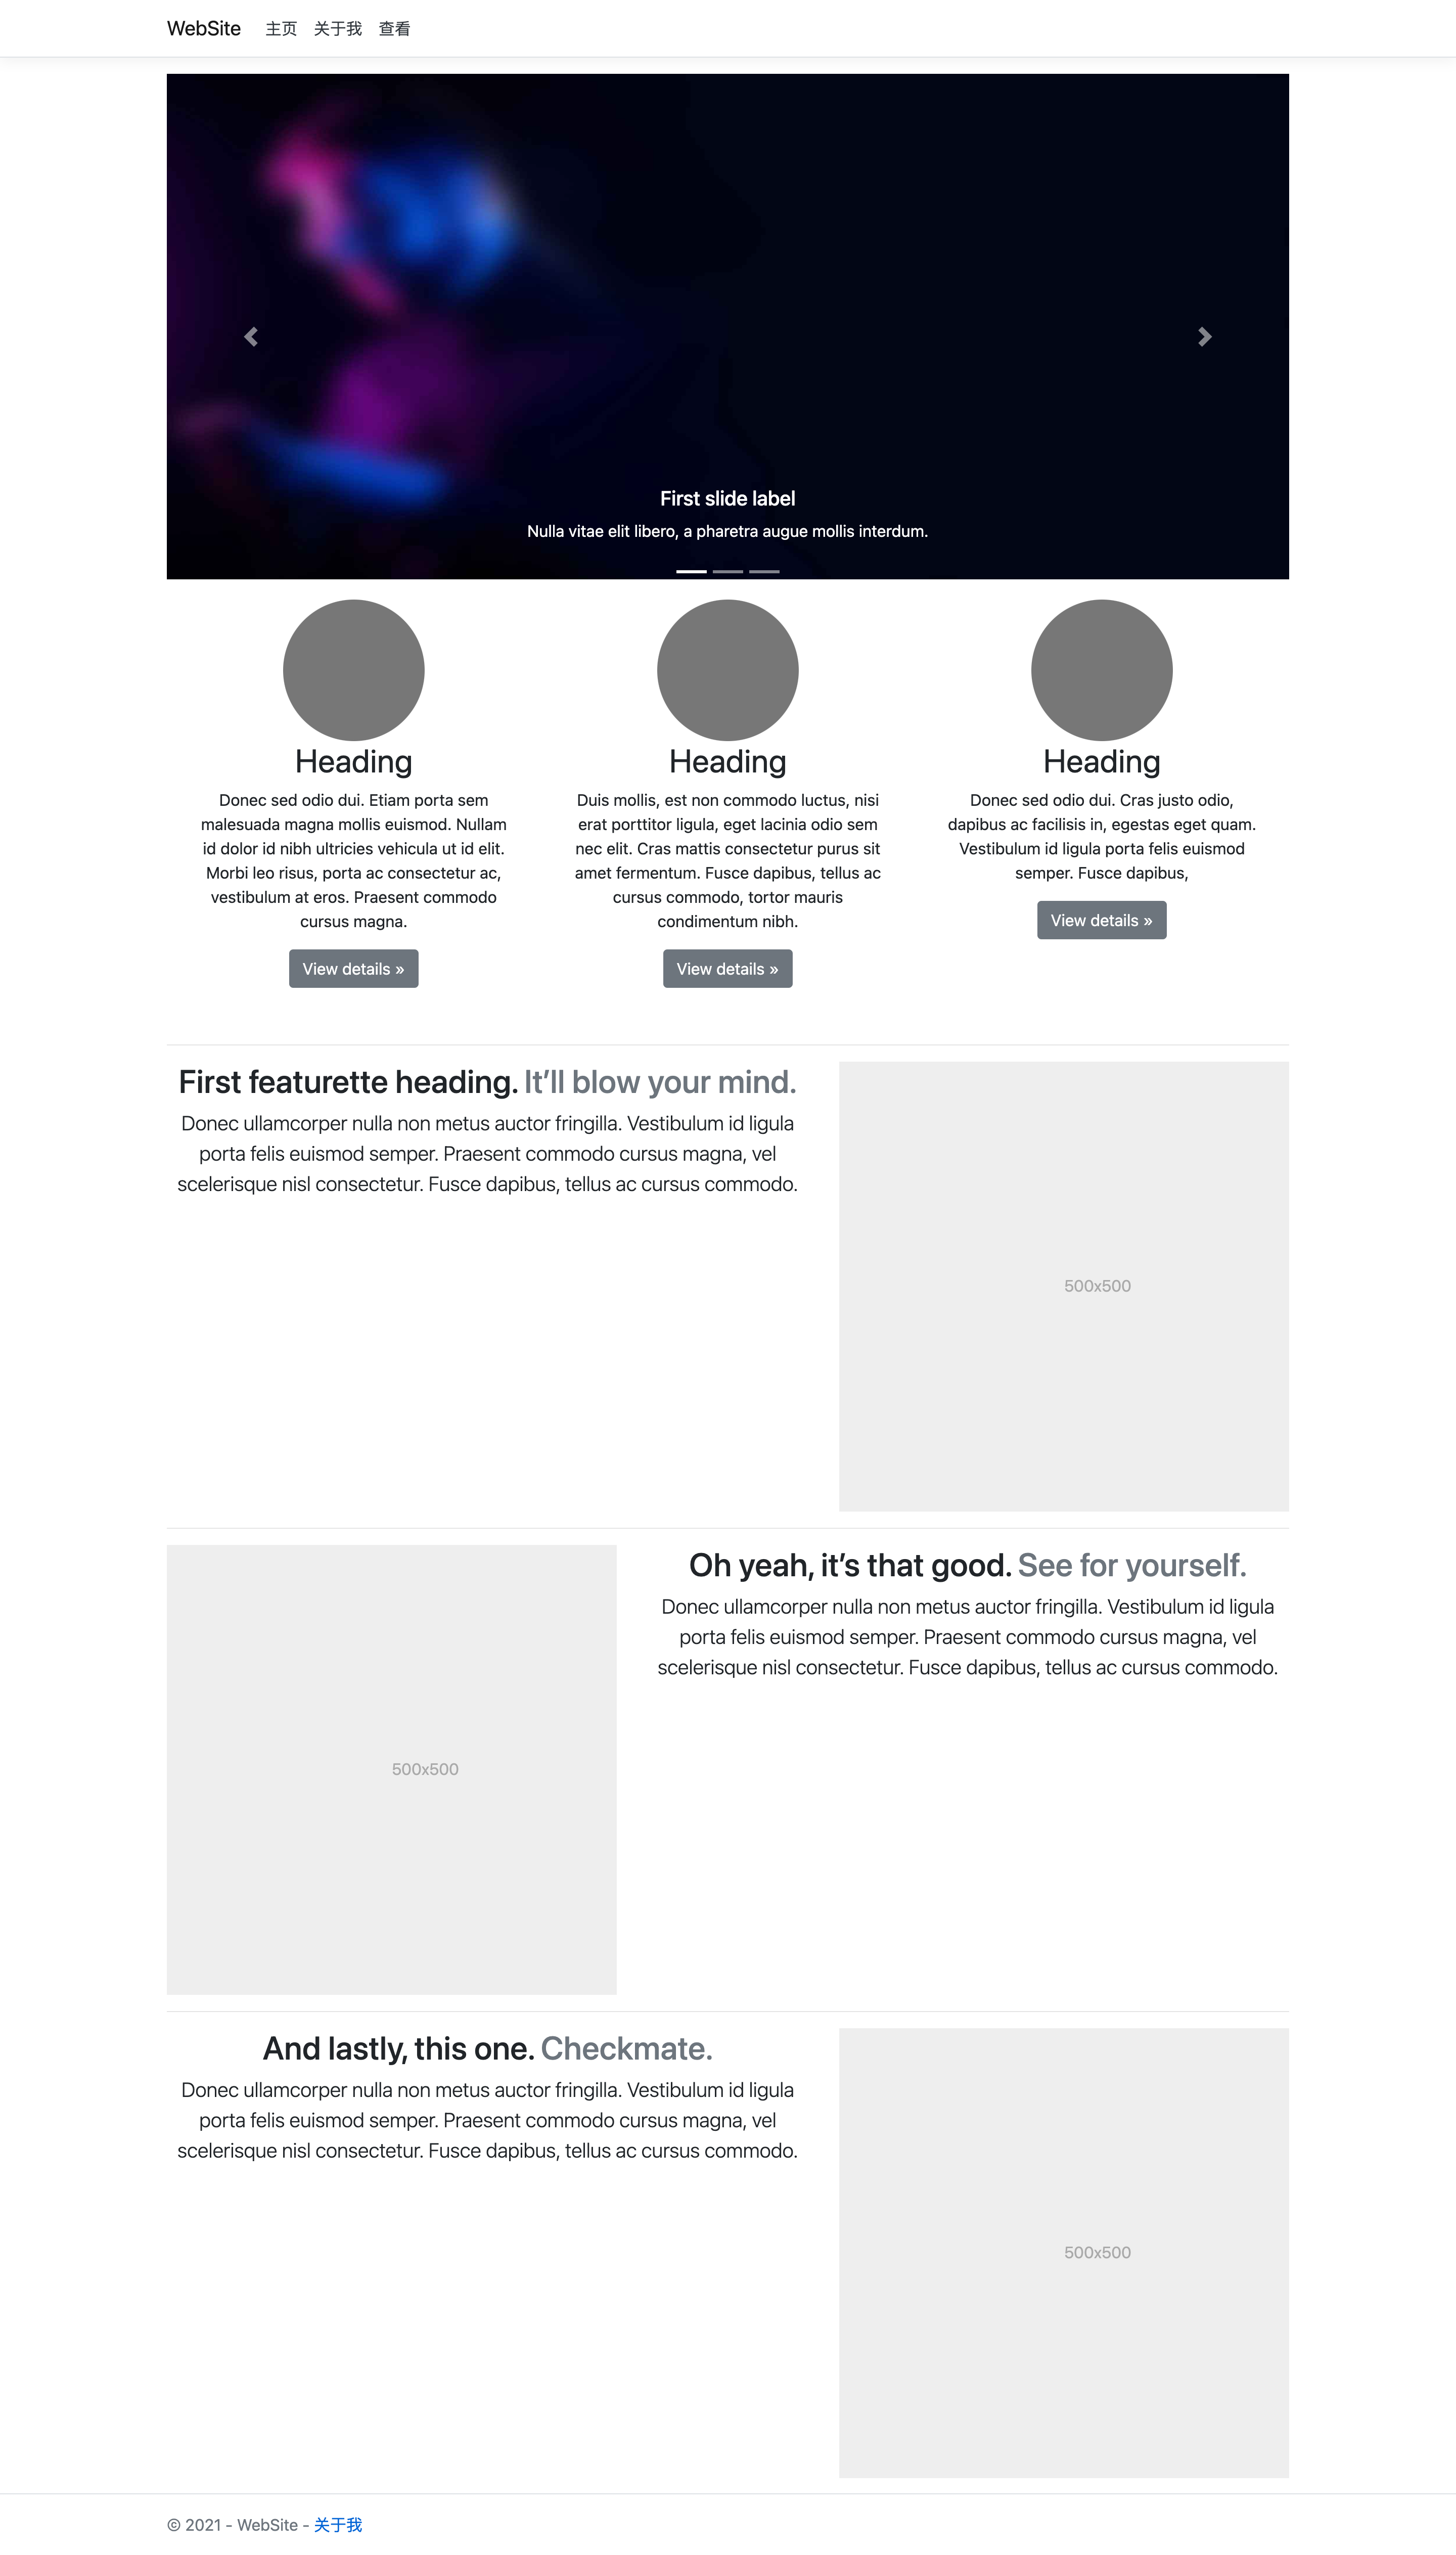 WebSite 主页 关于我 查看
First slide label
Nulla vitae elit libero, a pharetra augue mollis interdum.
Heading
Donec sed odio dui. Etiam porta sem
malesuada magna mollis euismod. Nullam
id dolor id nibh ultricies vehicula ut id elit.
Morbi leo risus, porta ac consectetur ac,
vestibulum at eros. Praesent commodo
cursus magna.
View details »
Heading
Duis mollis, est non commodo luctus, nisi
erat porttitor ligula, eget lacinia odio sem
nec elit. Cras mattis consectetur purus sit
amet fermentum. Fusce dapibus, tellus ac
cursus commodo, tortor mauris
condimentum nibh.
View details »
Heading
Donec sed odio dui. Cras justo odio,
dapibus ac facilisis in, egestas eget quam.
Vestibulum id ligula porta felis euismod
semper. Fusce dapibus,
View details »
First featurette heading. It’ll blow your mind.
Donec ullamcorper nulla non metus auctor fringilla. Vestibulum id ligula
porta felis euismod semper. Praesent commodo cursus magna, vel
scelerisque nisl consectetur. Fusce dapibus, tellus ac cursus commodo.
500x500
Oh yeah, it’s that good. See for yourself.
Donec ullamcorper nulla non metus auctor fringilla. Vestibulum id ligula
porta felis euismod semper. Praesent commodo cursus magna, vel
scelerisque nisl consectetur. Fusce dapibus, tellus ac cursus commodo.
500x500
And lastly, this one. Checkmate.
Donec ullamcorper nulla non metus auctor fringilla. Vestibulum id ligula
porta felis euismod semper. Praesent commodo cursus magna, vel
scelerisque nisl consectetur. Fusce dapibus, tellus ac cursus commodo.
500x500
© 2021 - WebSite - 关于我